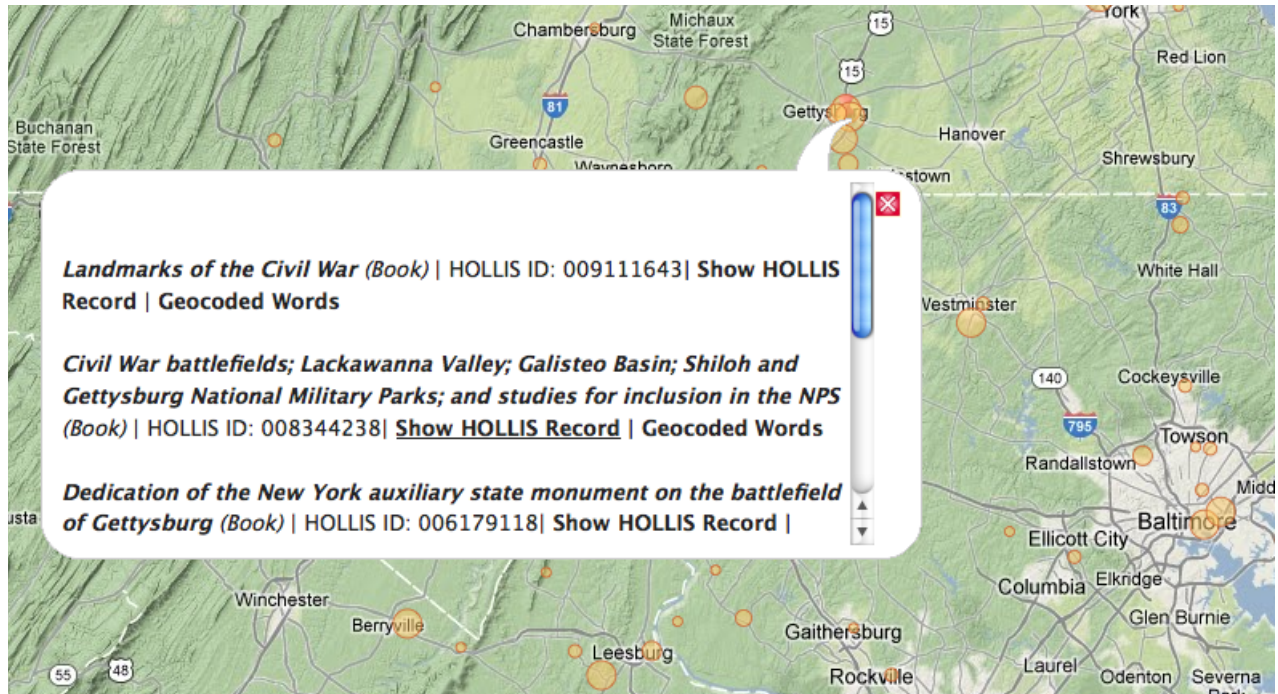 York
Chambersburg
Michaux
State Forest
15
Red Lion
15
81
Gettysburg
Buchanan
State Forest
Greencastle
Hanover
Waynesboro
Shrewsbury
stown
83
Landmarks of the Civil War (Book) | HOLLIS ID: 009111643| Show HOLLIS
Record | Geocoded Words
White Hall
Westminster
Civil War battlefields; Lackawanna Valley; Galisteo Basin; Shiloh and
Gettysburg National Military Parks; and studies for inclusion in the NPS
(Book) | HOLLIS ID: 008344238| Show HOLLIS Record | Geocoded Words
140
Cockeysville
795
Towson
Randallstown
Dedication of the New York auxiliary state monument on the battlefield
of Gettysburg (Book) | HOLLIS ID: 006179118| Show HOLLIS Record |
Midd
usta
Baltimore
Ellicott City
Columbia
Elkridge
Winchester
Glen Burnie
Berryville
Gaithersburg
Leesburg
55
48
Rockville
Laurel
Odenton
Severna
Park